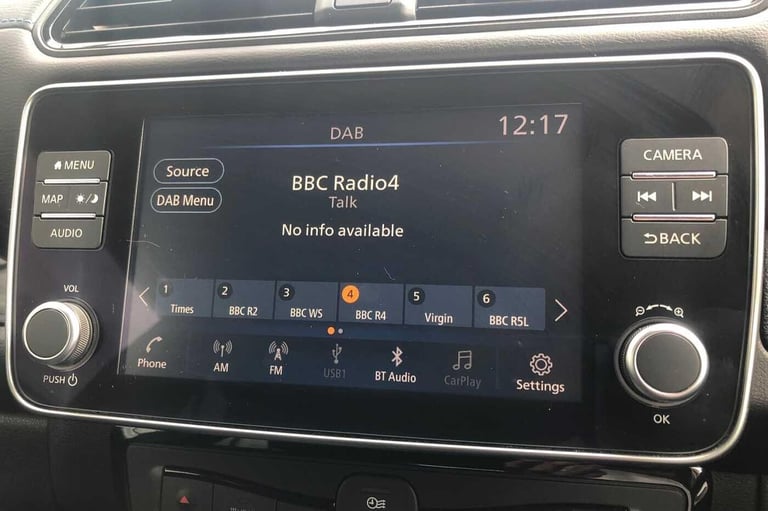 DAB
12:17
MENU
MAP
AUDIO
VOL
PUSH
Source
DAB Menu
BBC Radio4
Talk
No info available
1 Times
2 BBC R2
3 BBC WS
4 BBC R4
5 Virgin
6 BBC R5L
Phone
AM
FM
USB1
BT Audio
CarPlay
Settings
CAMERA
BACK
OK